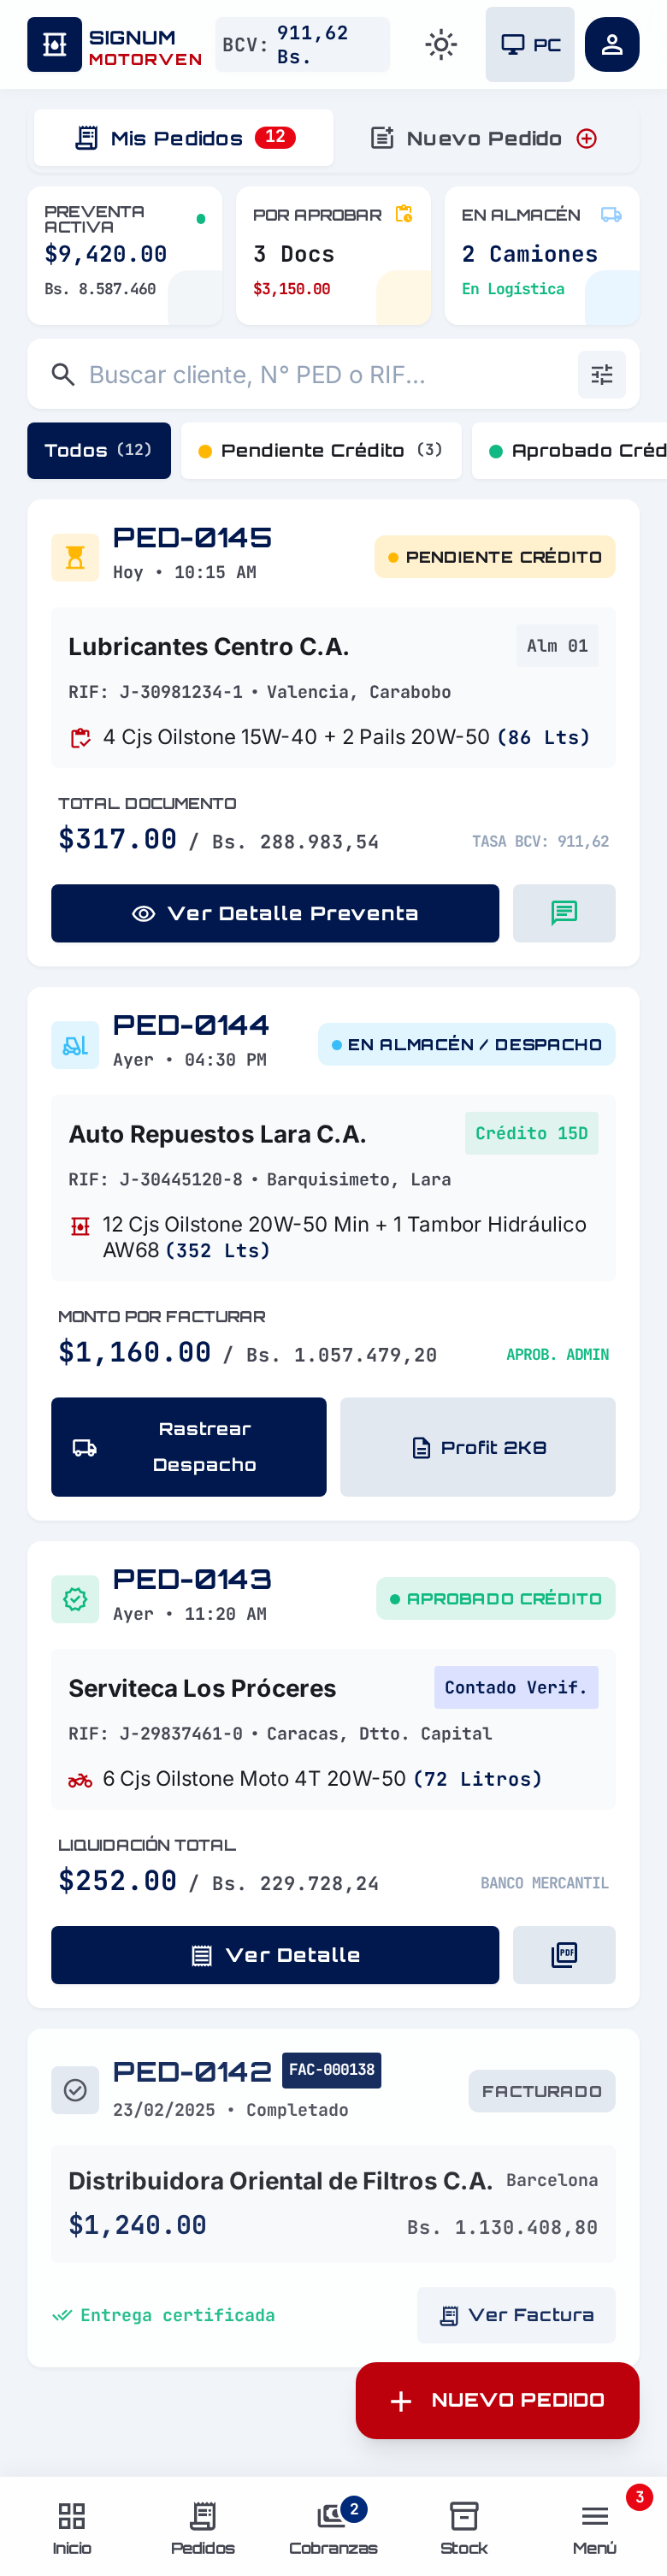 SIGNUM
MOTORVEN
BCV: 911,62 Bs.
PC
Mis Pedidos 12
Nuevo Pedido
PREVENTA ACTIVA
$9,420.00
Bs. 8.587.460
POR APROBAR
3 Docs
$3,150.00
EN ALMACÉN
2 Camiones
En Logística
Buscar cliente, N° PED o RIF...
Todos (12)
Pendiente Crédito (3)
Aprobado Créd
PED-0145
Hoy • 10:15 AM
PENDIENTE CRÉDITO
Lubricantes Centro C.A.
Alm 01
RIF: J-30981234-1 • Valencia, Carabobo
4 Cjs Oilstone 15W-40 + 2 Pails 20W-50 (86 Lts)
TOTAL DOCUMENTO
$317.00 / Bs. 288.983,54
TASA BCV: 911,62
Ver Detalle Preventa
PED-0144
Ayer • 04:30 PM
EN ALMACÉN / DESPACHO
Auto Repuestos Lara C.A.
Crédito 15D
RIF: J-30445120-8 • Barquisimeto, Lara
12 Cjs Oilstone 20W-50 Min + 1 Tambor Hidráulico
AW68 (352 Lts)
MONTO POR FACTURAR
$1,160.00 / Bs. 1.057.479,20
APROB. ADMIN
Rastrear
Despacho
Profit 2K8
PED-0143
Ayer • 11:20 AM
APROBADO CRÉDITO
Serviteca Los Próceres
Contado Verif.
RIF: J-29837461-0 • Caracas, Dtto. Capital
6 Cjs Oilstone Moto 4T 20W-50 (72 Litros)
LIQUIDACIÓN TOTAL
$252.00 / Bs. 229.728,24
BANCO MERCANTIL
Ver Detalle
PDF
PED-0142 FAC-000138
23/02/2025 • Completado
FACTURADO
Distribuidora Oriental de Filtros C.A.
Barcelona
$1,240.00
Bs. 1.130.408,80
Entrega certificada
Ver Factura
NUEVO PEDIDO
Inicio
Pedidos
2
Cobranzas
Stock
3
Menú